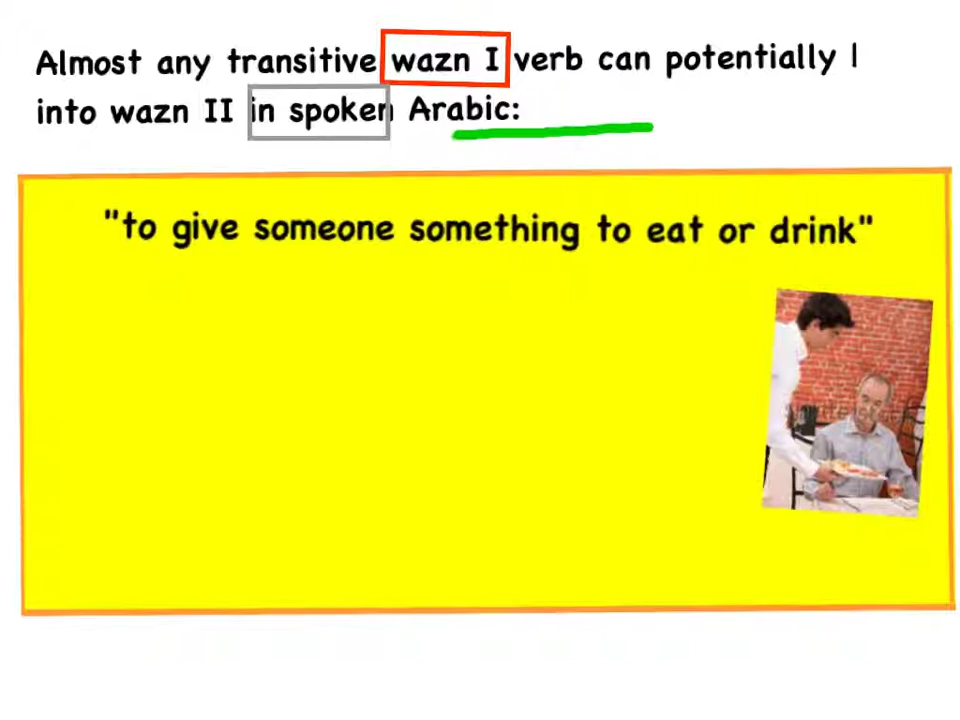 Almost any transitive wazn I verb can potentially
into wazn II in spoken Arabic:
"to give someone something to eat or drink"